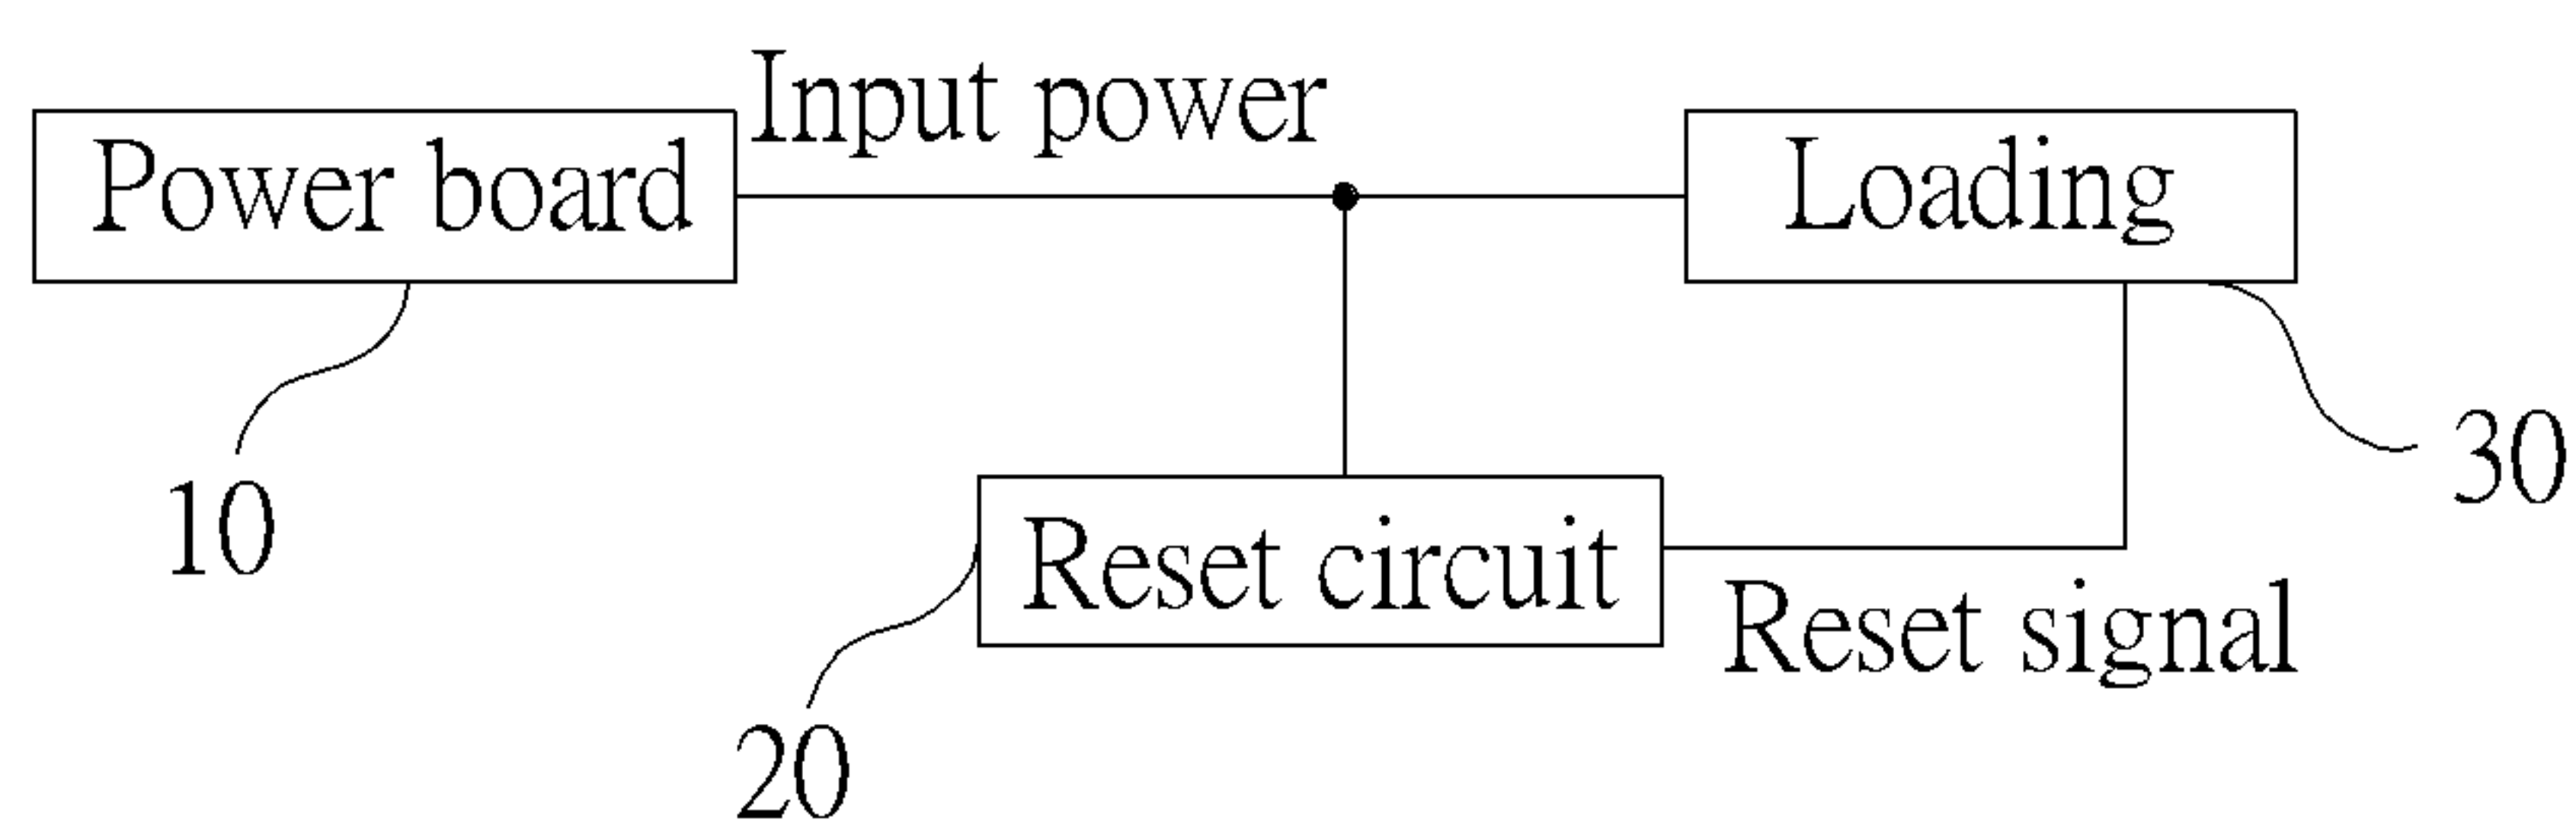 Input power
Power board
Loading
10
30
Reset circuit
Reset signal
20